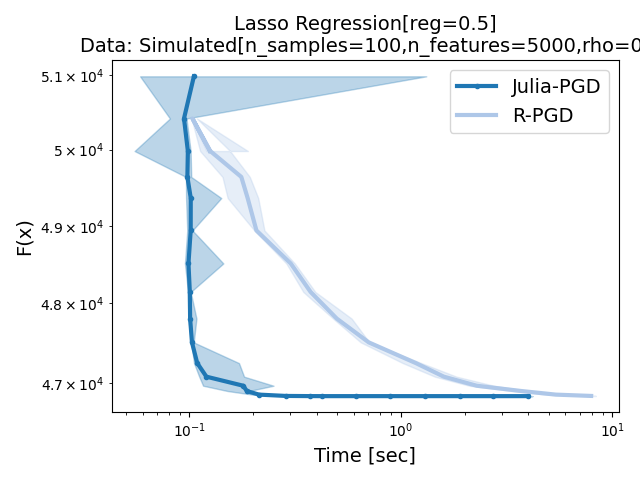 Lasso Regression[reg=0.5]
Data: Simulated[n_samples=100,n_features=5000,rho=0
5.1 × 10⁴
5 × 10⁴
4.9 × 10⁴
4.8 × 10⁴
4.7 × 10⁴
F(x)
Julia-PGD
R-PGD
10⁻¹
10⁰
10¹
Time [sec]